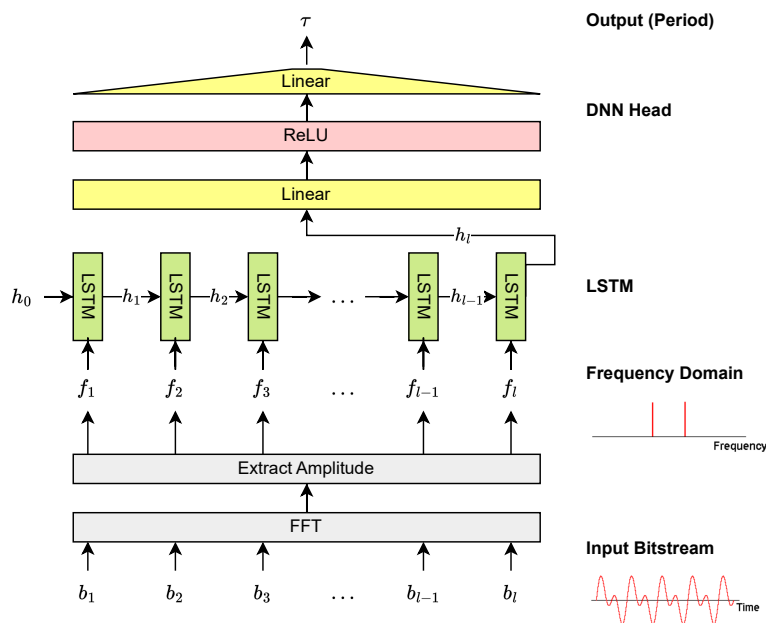 τ Output (Period)
Linear
DNN Head
ReLU
Linear
h_l
h_0 LSTM h_1 LSTM h_2 LSTM ... LSTM h_{l-1} LSTM LSTM
f_1 f_2 f_3 ... f_{l-1} f_l Frequency Domain
Frequency
Extract Amplitude
FFT
Input Bitstream
b_1 b_2 b_3 ... b_{l-1} b_l Time